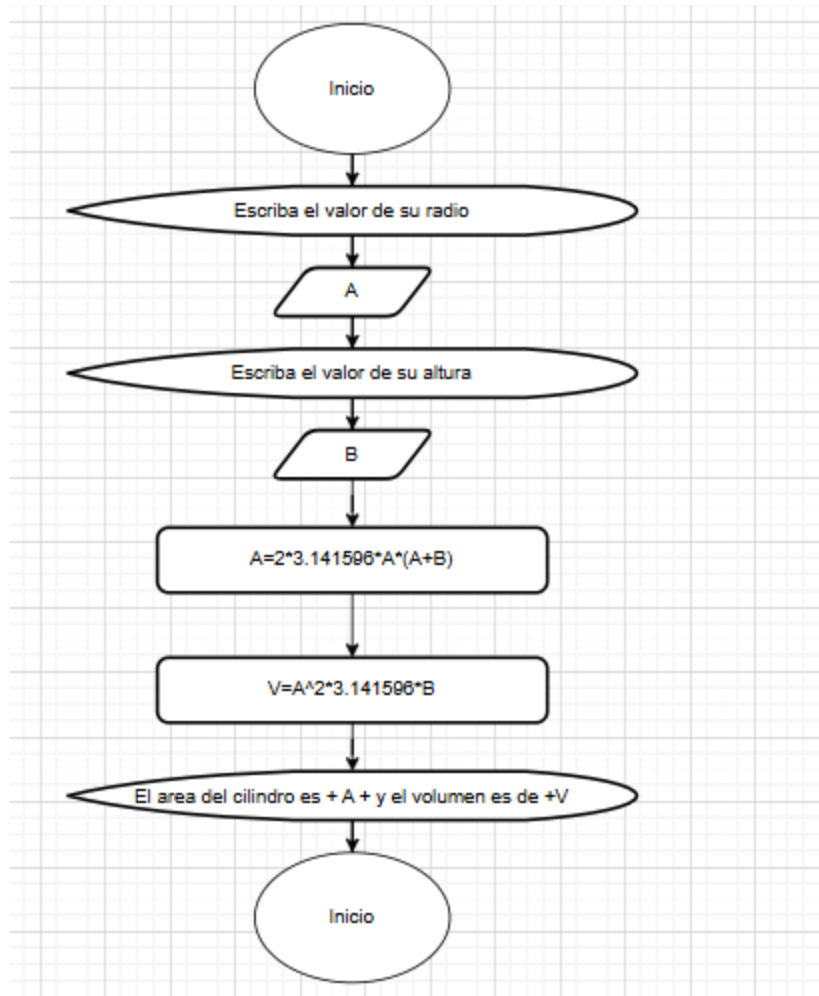 Inicio
Escriba el valor de su radio
A
Escriba el valor de su altura
B
A=2*3.141596*A*(A+B)
V=A^2*3.141596*B
El area del cilindro es + A + y el volumen es de +V
Inicio